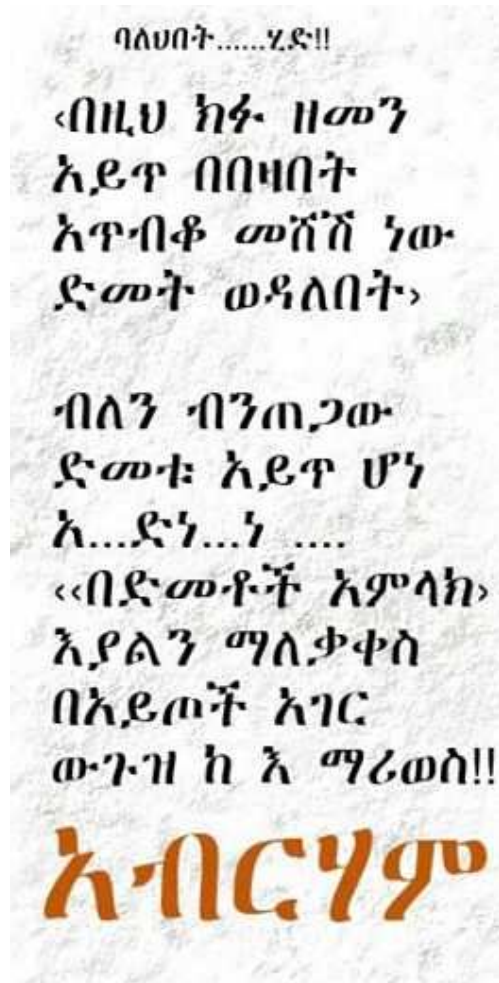 ባለህበት......ሂድ!!
‹በዚህ ክፉ ዘመን
አይጥ በበዛበት
አጥብቆ መሸሽ ነው
ድመት ወዳለበት›
ብለን ብንጠጋው
ድመቱ አይጥ ሆነ
አ...ድነ...ነ ....
‹‹በድመቶች አምላክ›
እያልን ማለቃቀስ
በአይጦች አገር
ውጉዝ ከ እ ማሪወስ!!
አብርሃም